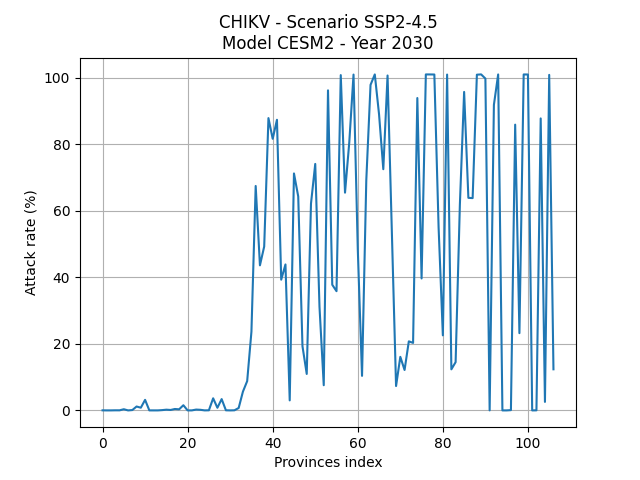 CHIKV - Scenario SSP2-4.5
Model CESM2 - Year 2030
Attack rate (%)
100
80
60
40
20
0
0 20 40 60 80 100
Provinces index